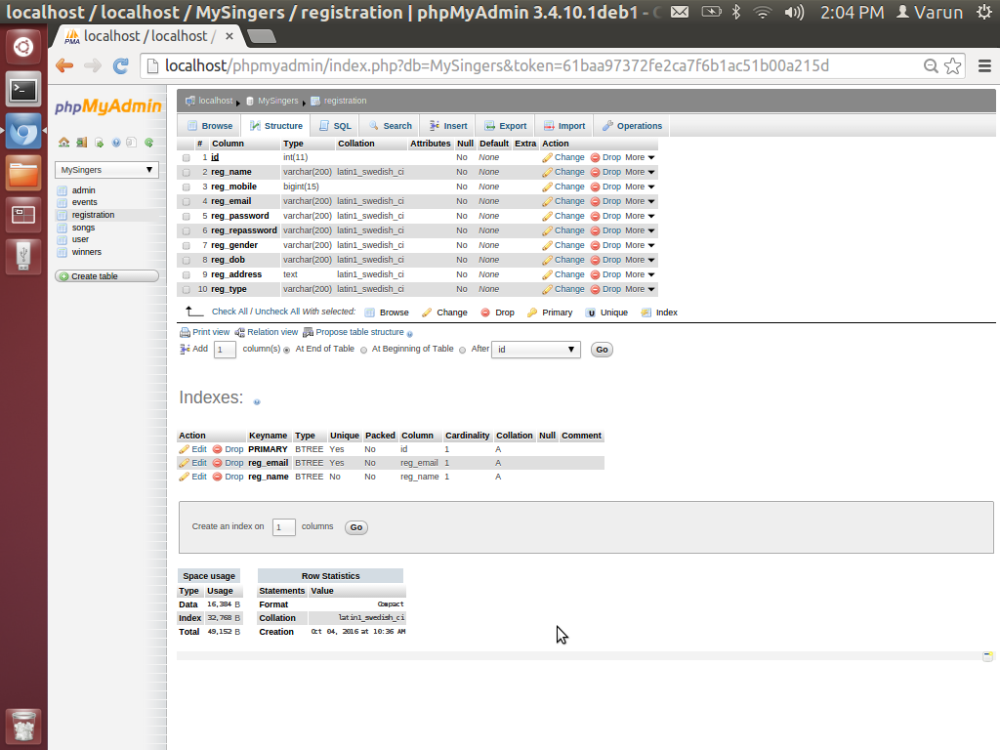 localhost / localhost / MySingers / registration | phpMyAdmin 3.4.10.1deb1 - C
2:04 PM Varun
PMA localhost / localhost / ×
localhost/phpmyadmin/index.php?db=MySingers&token=61baa97372fe2ca7f6b1ac51b00a215d
phpMyAdmin
MySingers
admin
events
registration
songs
user
winners
Create table
localhost MySingers registration
Browse Structure SQL Search Insert Export Import Operations
# Column Type Collation Attributes Null Default Extra Action
1 id int(11) No None Change Drop More
2 reg_name varchar(200) latin1_swedish_ci No None Change Drop More
3 reg_mobile bigint(15) No None Change Drop More
4 reg_email varchar(200) latin1_swedish_ci No None Change Drop More
5 reg_password varchar(200) latin1_swedish_ci No None Change Drop More
6 reg_repassword varchar(200) latin1_swedish_ci No None Change Drop More
7 reg_gender varchar(200) latin1_swedish_ci No None Change Drop More
8 reg_dob varchar(200) latin1_swedish_ci No None Change Drop More
9 reg_address text latin1_swedish_ci No None Change Drop More
10 reg_type varchar(200) latin1_swedish_ci No None Change Drop More
Check All / Uncheck All With selected: Browse Change Drop Primary U Unique Index
Print view Relation view Propose table structure
Add 1 column(s) At End of Table At Beginning of Table After id Go
Indexes:
Action Keyname Type Unique Packed Column Cardinality Collation Null Comment
Edit Drop PRIMARY BTREE Yes No id 1 A
Edit Drop reg_email BTREE Yes No reg_email 1 A
Edit Drop reg_name BTREE No No reg_name 1 A
Create an index on 1 columns Go
Space usage
Type Usage
Data 16,384 B
Index 32,768 B
Total 49,152 B
Row Statistics
Statements Value
Format Compact
Collation latin1_swedish_ci
Creation Oct 04, 2016 at 10:36 AM